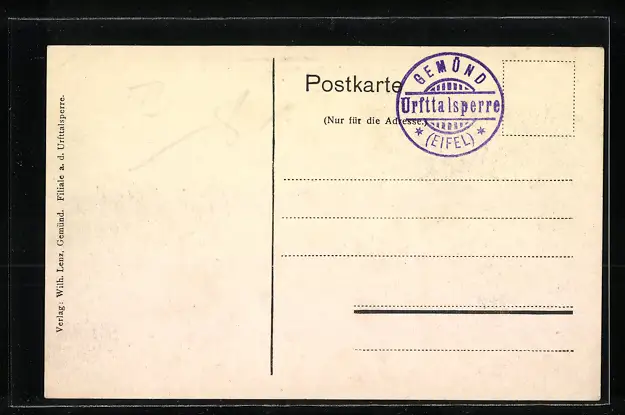 Verlag: Wilh. Lenz, Gemünd. Filiale a. d. Urfttalsperre.
Postkarte
(Nur für die Adresse.)
GEMÜND
Urfttalsperre
* (EIFEL) *